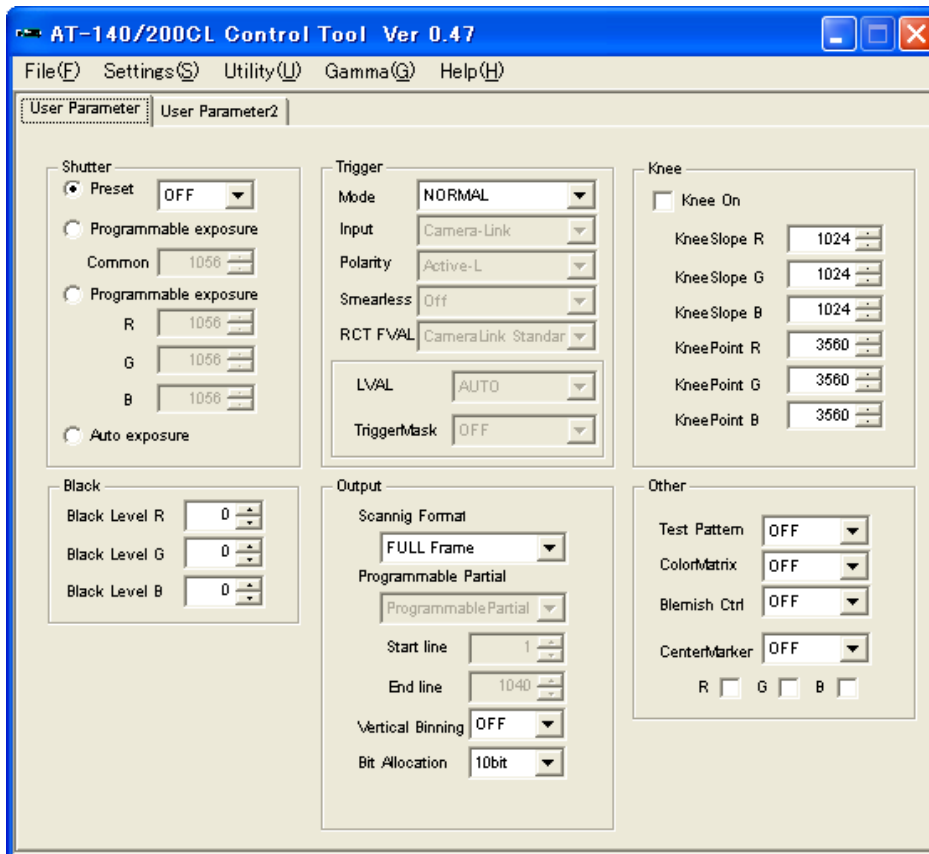 AT-140/200CL Control Tool Ver 0.47
File(F) Settings(S) Utility(U) Gamma(G) Help(H)
User Parameter User Parameter2
Shutter
Preset OFF
Programmable exposure
Common 1056
Programmable exposure
R 1056
G 1056
B 1056
Auto exposure
Trigger
Mode NORMAL
Input Camera-Link
Polarity Active-L
Smearless Off
RCT FVAL CameraLink Standar
LVAL AUTO
TriggerMask OFF
Knee
Knee On
KneeSlope R 1024
KneeSlope G 1024
KneeSlope B 1024
KneePoint R 3560
KneePoint G 3560
KneePoint B 3560
Black
Black Level R 0
Black Level G 0
Black Level B 0
Output
Scannig Format
FULL Frame
Programmable Partial
ProgrammablePartial
Start line 1
End line 1040
Vertical Binning OFF
Bit Allocation 10bit
Other
Test Pattern OFF
ColorMatrix OFF
Blemish Ctrl OFF
CenterMarker OFF
R G B